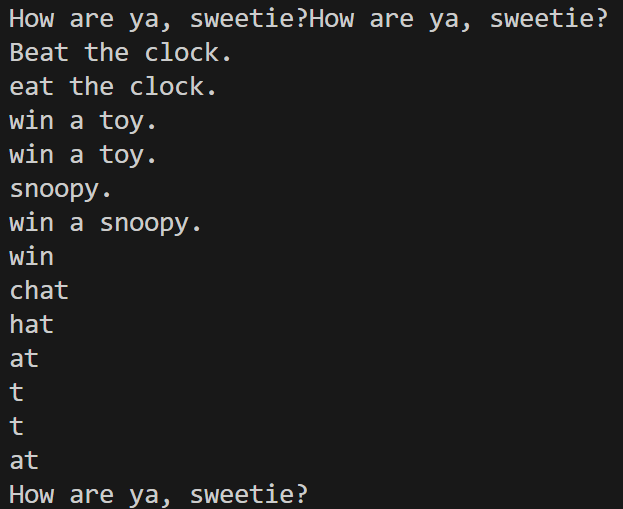 How are ya, sweetie?How are ya, sweetie?
Beat the clock.
eat the clock.
win a toy.
win a toy.
snoopy.
win a snoopy.
win
chat
hat
at
t
t
at
How are ya, sweetie?